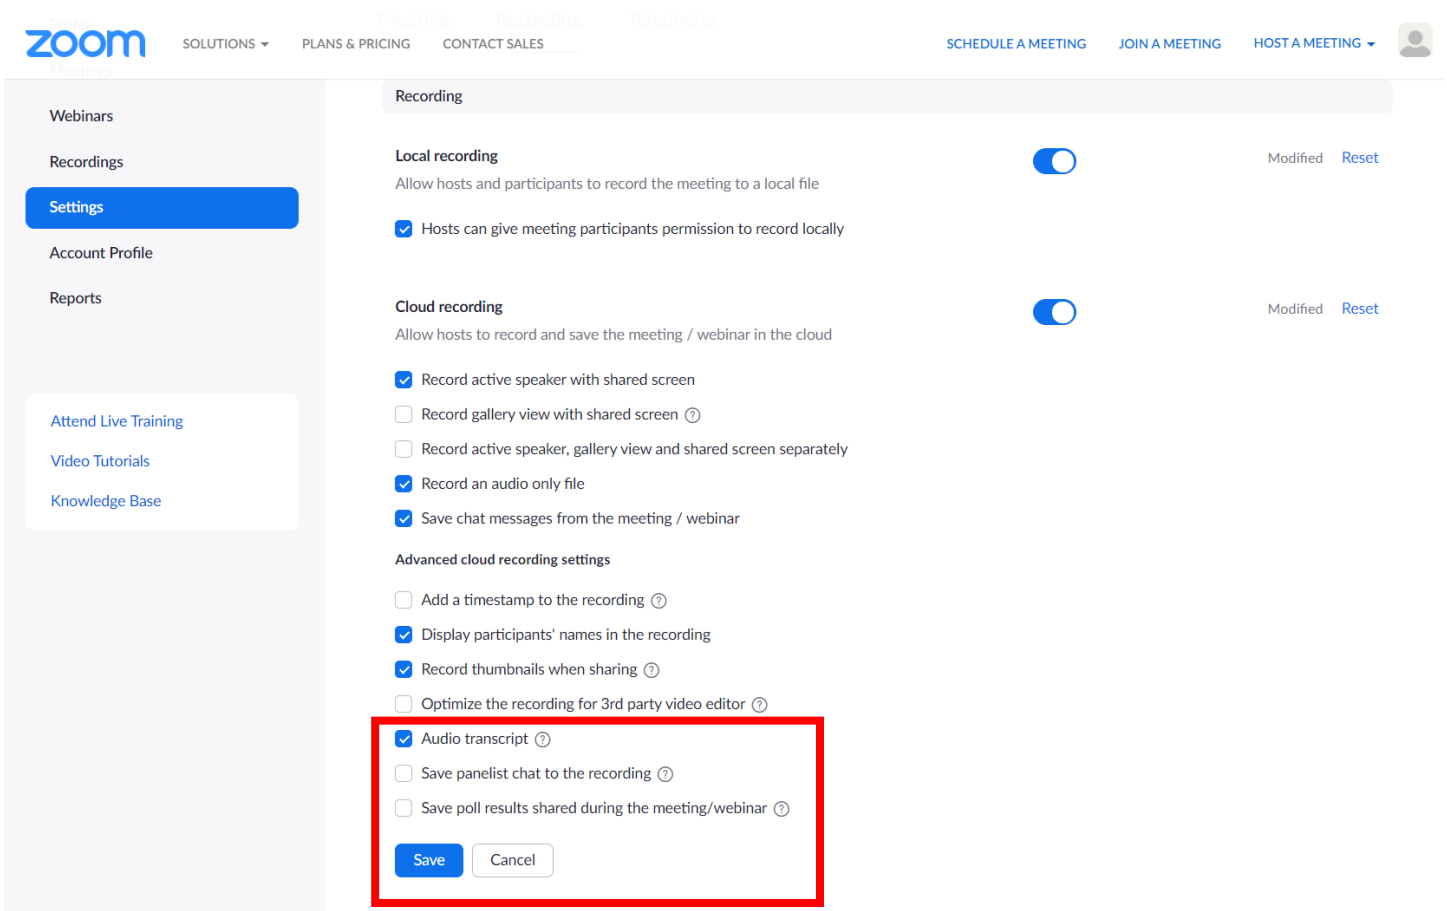 Meeting Recording Telephone
zoom SOLUTIONS PLANS & PRICING CONTACT SALES SCHEDULE A MEETING JOIN A MEETING HOST A MEETING
Meetings
Webinars
Recordings
Settings
Account Profile
Reports
Attend Live Training
Video Tutorials
Knowledge Base
Recording
Local recording
Modified Reset
Allow hosts and participants to record the meeting to a local file
Hosts can give meeting participants permission to record locally
Cloud recording
Modified Reset
Allow hosts to record and save the meeting / webinar in the cloud
Record active speaker with shared screen
Record gallery view with shared screen ?
Record active speaker, gallery view and shared screen separately
Record an audio only file
Save chat messages from the meeting / webinar
Advanced cloud recording settings
Add a timestamp to the recording ?
Display participants' names in the recording
Record thumbnails when sharing ?
Optimize the recording for 3rd party video editor ?
Audio transcript ?
Save panelist chat to the recording ?
Save poll results shared during the meeting/webinar ?
Save Cancel